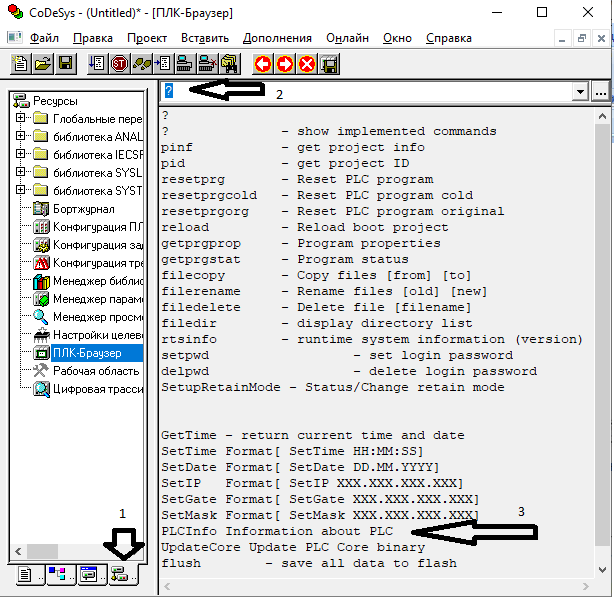 CoDeSys - (Untitled)* - [ПЛК-Браузер]
Файл Правка Проект Вставить Дополнения Онлайн Окно Справка
? 2 ...
Ресурсы
Глобальные пере
библиотека ANAL
библиотека IECSF
библиотека SYSL
библиотека SYST
Бортжурнал
Конфигурация ПЛ
Конфигурация зад
Конфигурация тре
Менеджер библио
Менеджер парам
Менеджер просмо
Настройки целев
ПЛК-Браузер
Рабочая область
Цифровая трасси
1
?
? - show implemented commands
pinf - get project info
pid - get project ID
resetprg - Reset PLC program
resetprgcold - Reset PLC program cold
resetprgorg - Reset PLC program original
reload - Reload boot project
getprgprop - Program properties
getprgstat - Program status
filecopy - Copy files [from] [to]
filerename - Rename files [old] [new]
filedelete - Delete file [filename]
filedir - display directory list
rtsinfo - runtime system information (version)
setpwd - set login password
delpwd - delete login password
SetupRetainMode - Status/Change retain mode
GetTime - return current time and date
SetTime Format[ SetTime HH:MM:SS]
SetDate Format[ SetDate DD.MM.YYYY]
SetIP Format[ SetIP XXX.XXX.XXX.XXX]
SetGate Format[ SetGate XXX.XXX.XXX.XXX]
SetMask Format[ SetMask XXX.XXX.XXX.XXX]
3
PLCInfo Information about PLC
UpdateCore Update PLC Core binary
flush - save all data to flash